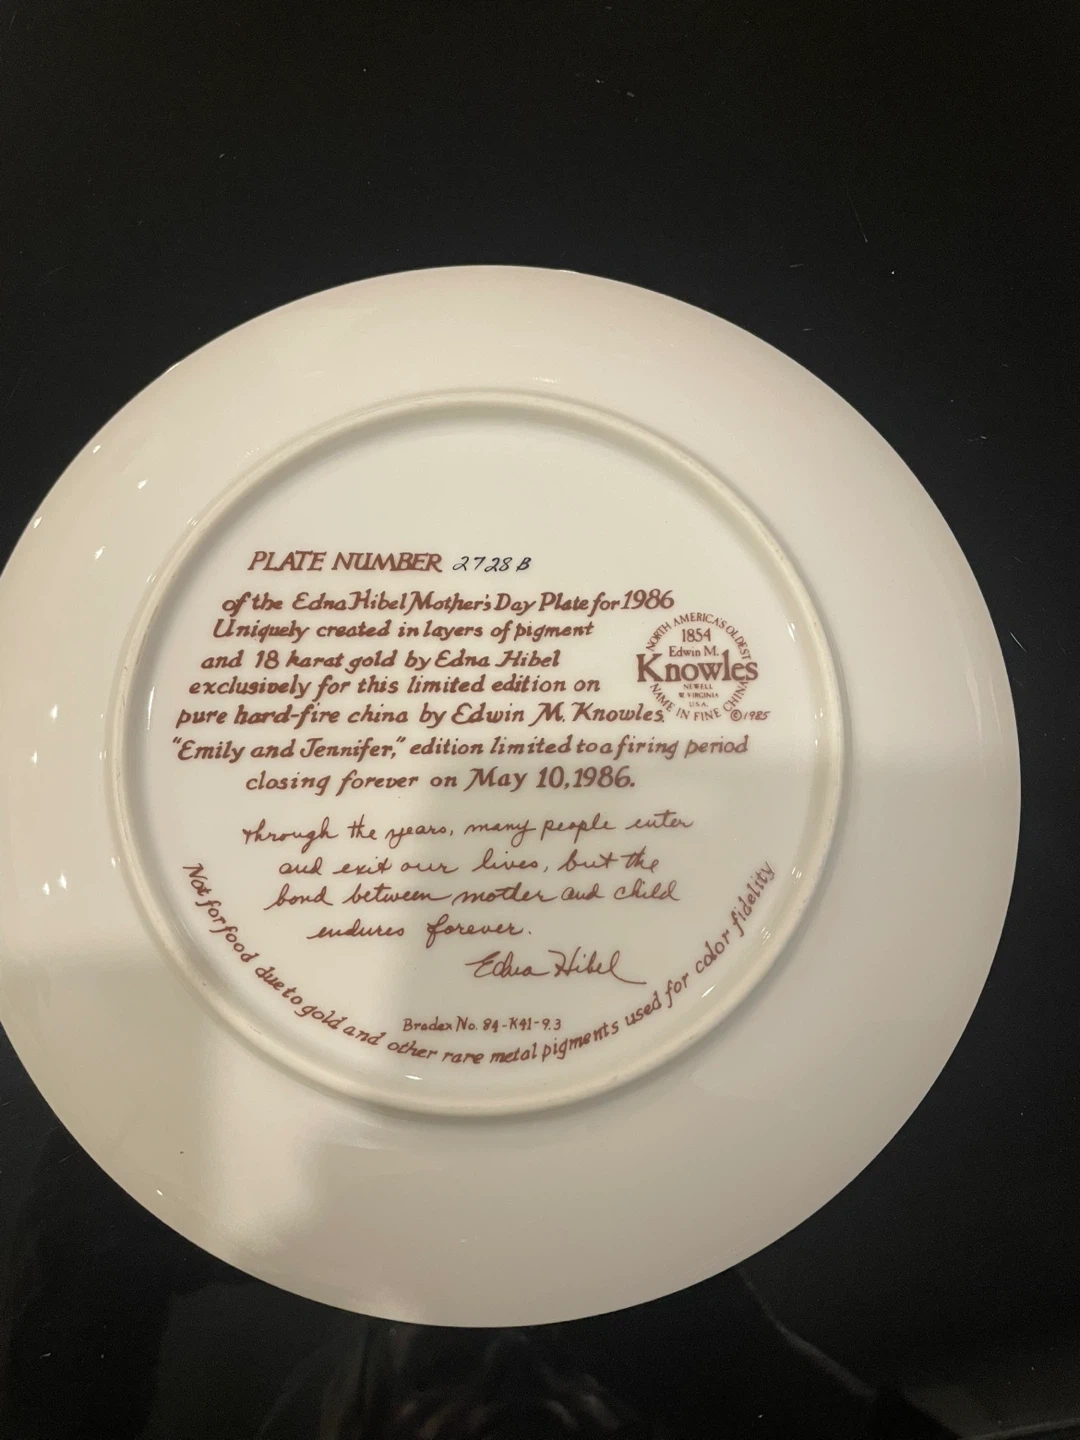 PLATE NUMBER 2728 B
of the Edna Hibel Mother's Day Plate for 1986
Uniquely created in layers of pigment
and 18 karat gold by Edna Hibel
exclusively for this limited edition on
pure hard-fire china by Edwin M. Knowles.
"Emily and Jennifer," edition limited to a firing period
closing forever on May 10, 1986.
NORTH AMERICA'S OLDEST
1854
Edwin M.
Knowles
NEWELL
W. VIRGINIA
U.S.A.
NAME IN FINE CHINA
©1985
Through the years, many people enter
and exit our lives, but the
bond between mother and child
endures forever.
Edna Hibel
Bradex No. 84-K41-9.3
Not for food due to gold and other rare metal pigments used for color fidelity